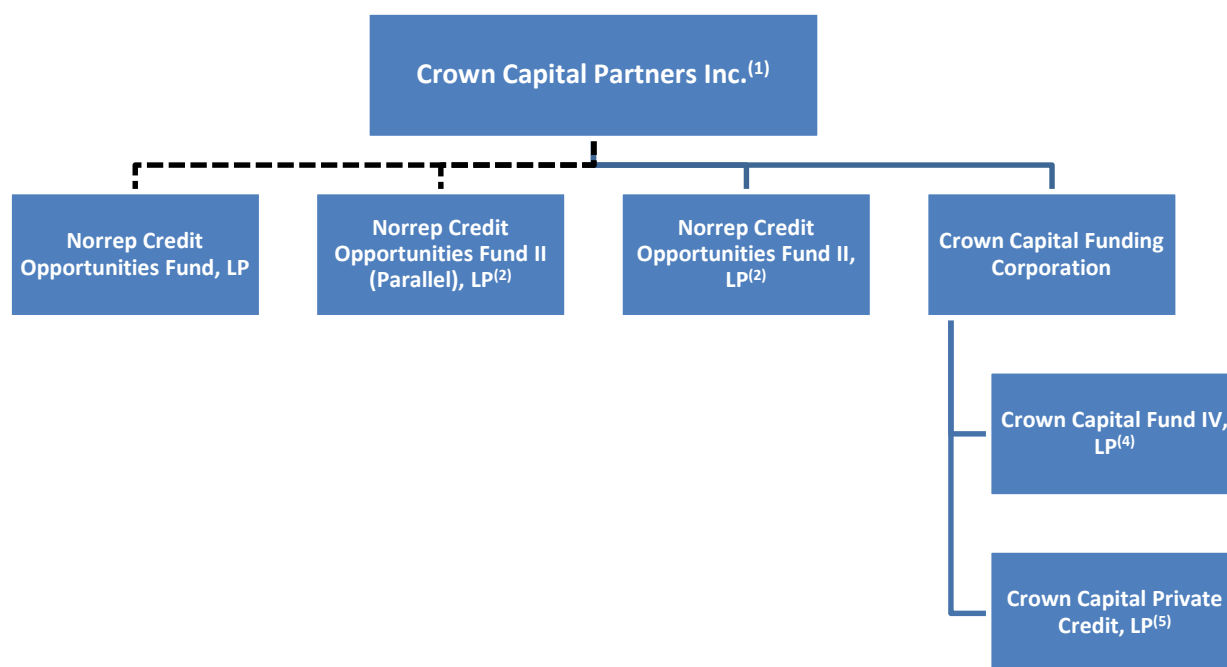 Crown Capital Partners Inc.(1)
Norrep Credit
Opportunities Fund, LP
Norrep Credit
Opportunities Fund II
(Parallel), LP(2)
Norrep Credit
Opportunities Fund II,
LP(2)
Crown Capital Funding
Corporation
Crown Capital Fund IV,
LP(4)
Crown Capital Private
Credit, LP(5)